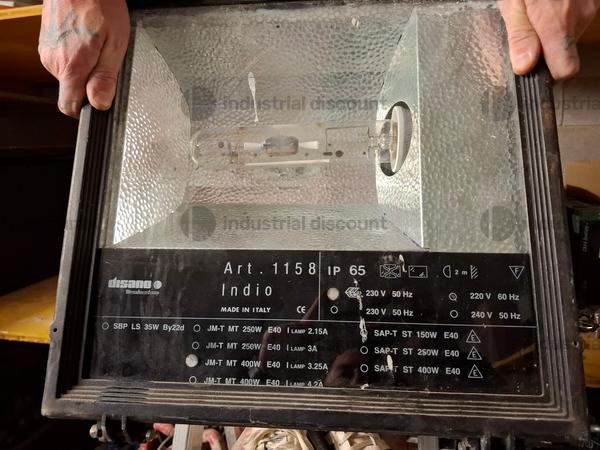 industrial discount
industrial discount
disano
Art. 1158
Indio
MADE IN ITALY CE
IP 65
2 m
F
230 V 50 Hz
220 V 60 Hz
230 V 50 Hz
240 V 50 Hz
SBP LS 35W By22d
JM-T MT 250W E40 I LAMP 2.15A
JM-T MT 250W E40 I LAMP 3A
JM-T MT 400W E40 I LAMP 3.25A
JM-T MT 400W E40 I LAMP 4.2A
SAP-T ST 150W E40
SAP-T ST 250W E40
SAP-T ST 400W E40